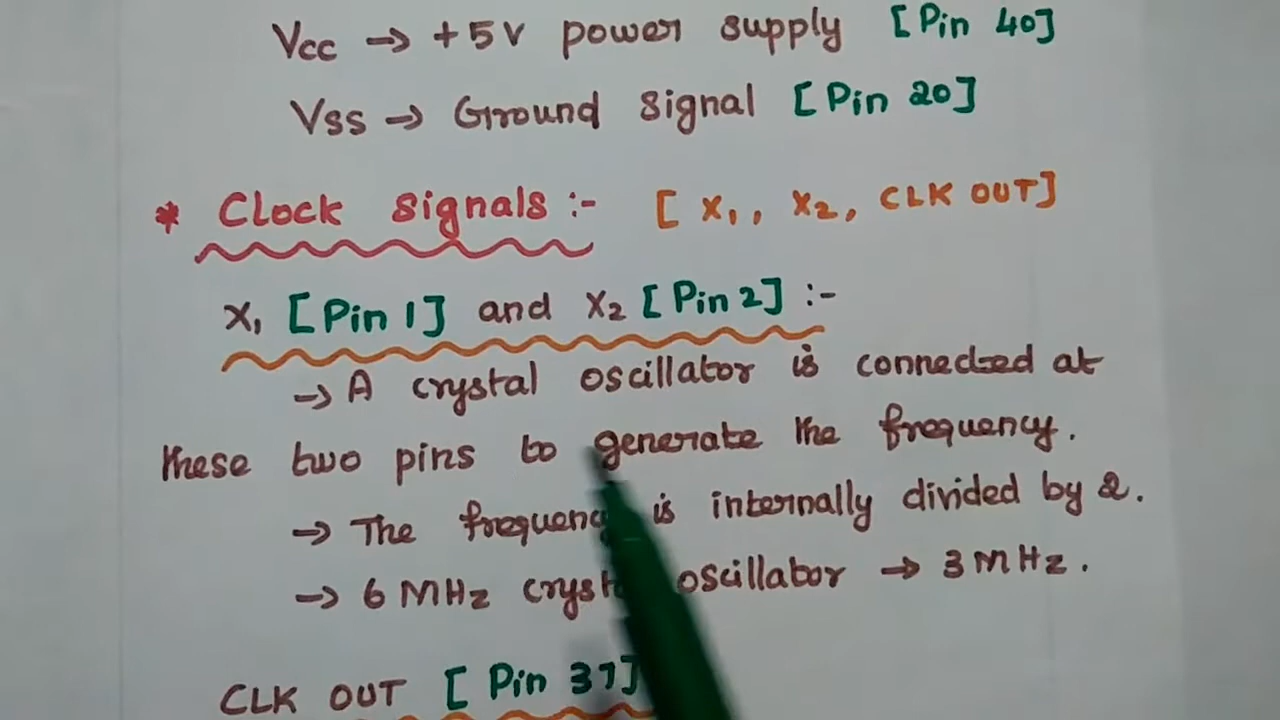 Vcc → +5V power supply [Pin 40]
Vss → Ground signal [Pin 20]
* Clock signals :- [ X1, X2, CLK OUT]
X1 [Pin 1] and X2 [Pin 2] :-
→ A crystal oscillator is connected at
these two pins to generate the frequency.
→ The is internally divided by 2.
→ 6 MHz oscillator → 3 MHz.
CLK OUT [ Pin 37]